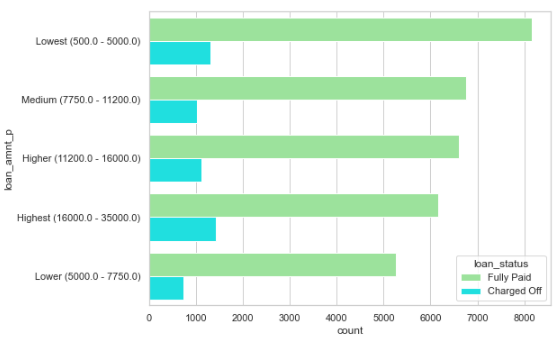 loan_amnt_p
Lowest (500.0 - 5000.0)
Medium (7750.0 - 11200.0)
Higher (11200.0 - 16000.0)
Highest (16000.0 - 35000.0)
Lower (5000.0 - 7750.0)
loan_status
Fully Paid
Charged Off
0 1000 2000 3000 4000 5000 6000 7000 8000
count